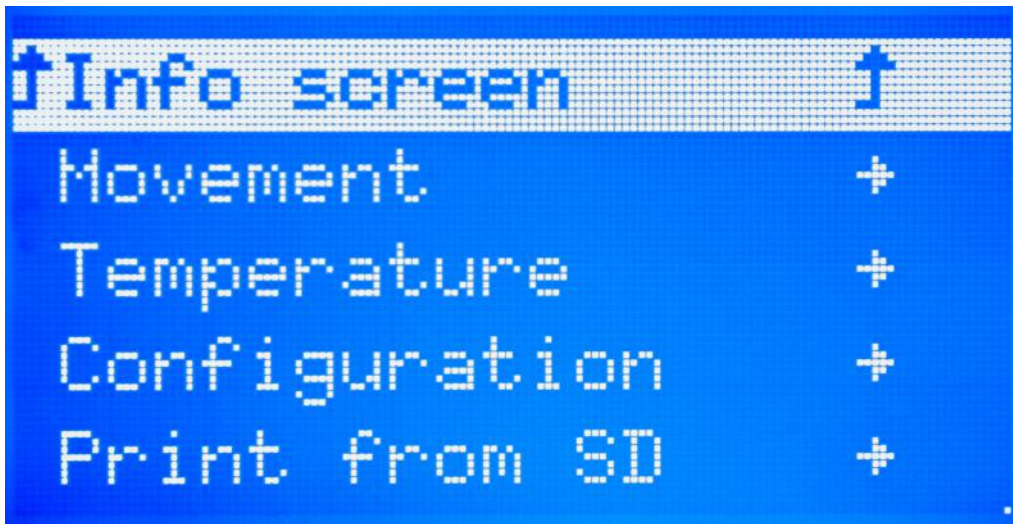 Info screen
Movement
Temperature
Configuration
Print from SD